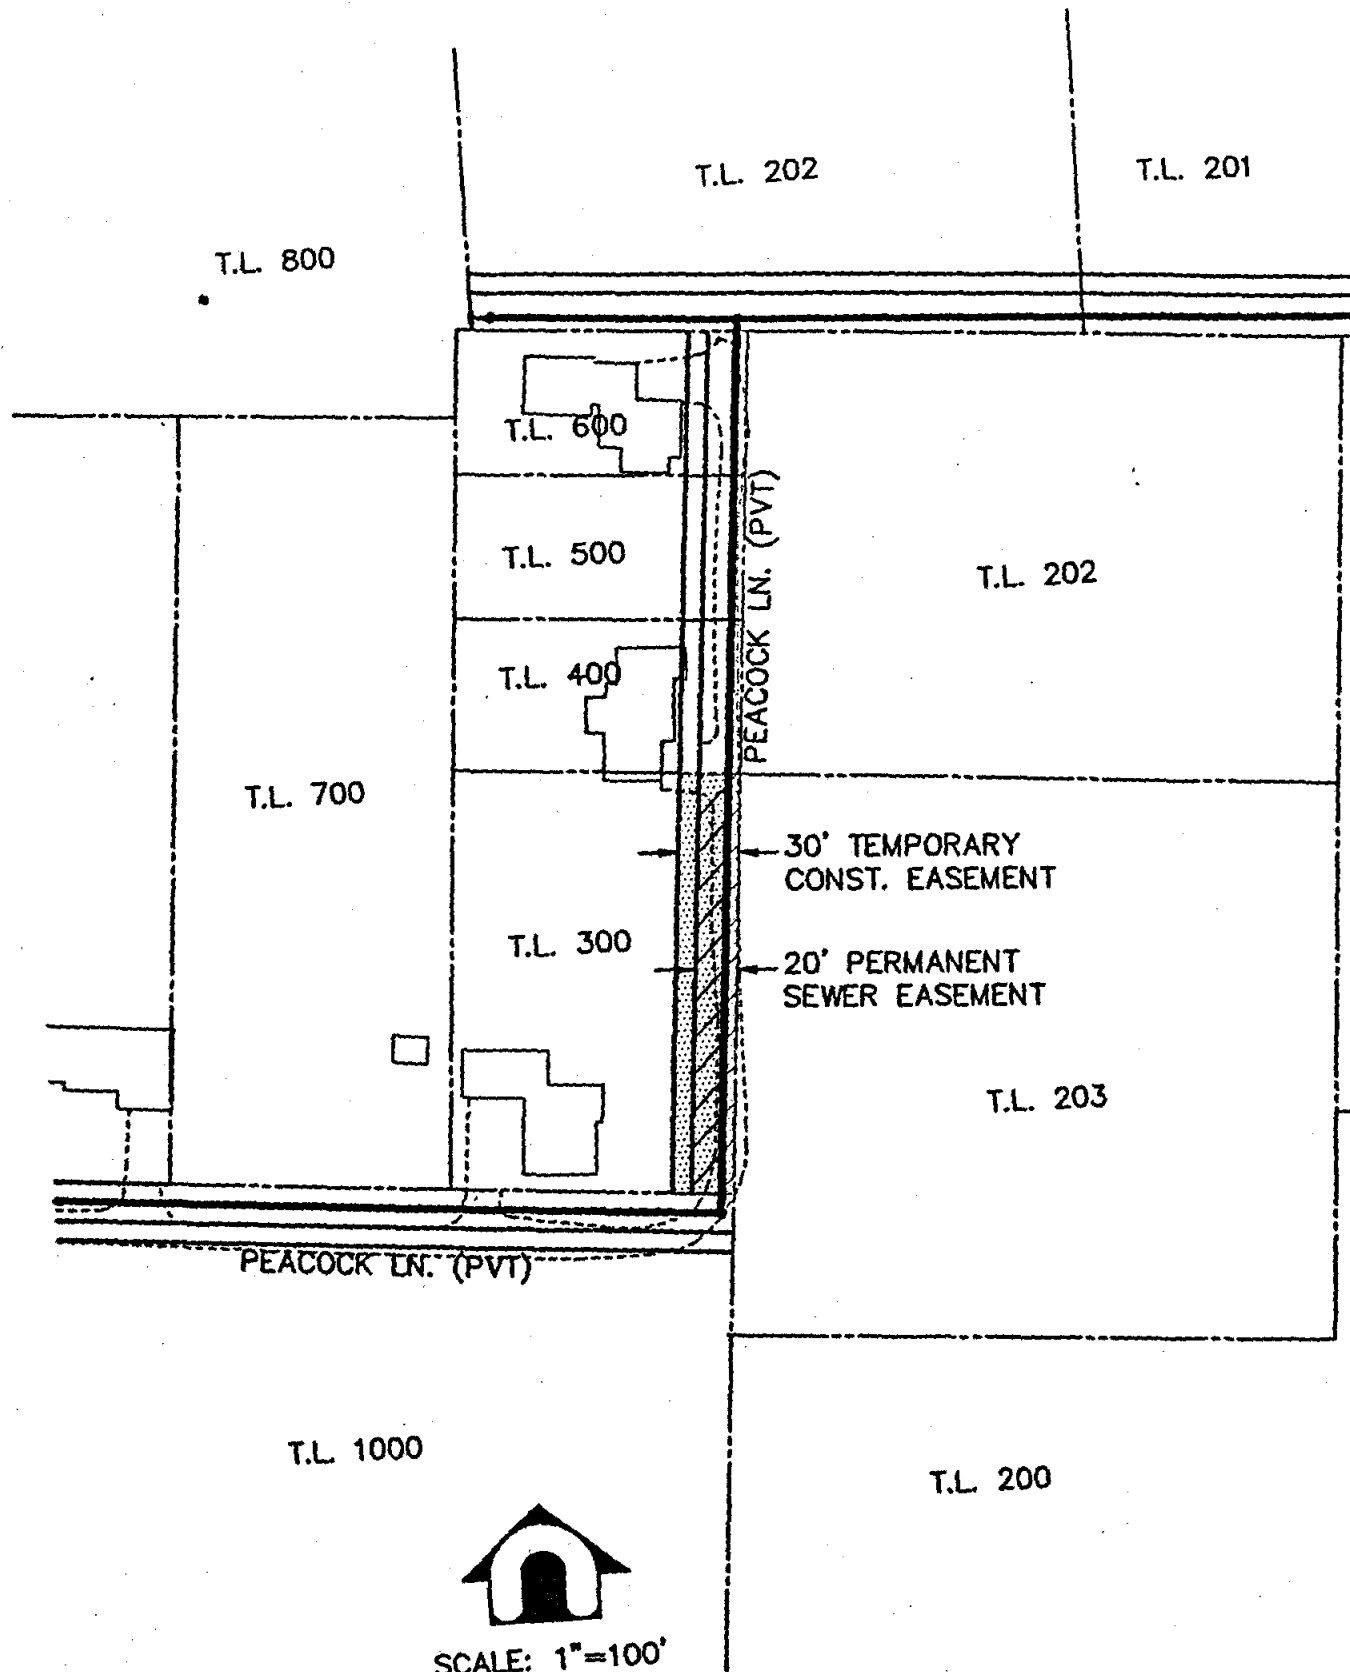 T.L. 202
T.L. 201
T.L. 800
T.L. 600
T.L. 500
T.L. 202
T.L. 400
PEACOCK LN. (PVT)
T.L. 700
30' TEMPORARY
CONST. EASEMENT
T.L. 300
20' PERMANENT
SEWER EASEMENT
T.L. 203
PEACOCK LN. (PVT)
T.L. 1000
T.L. 200
SCALE: 1"=100'